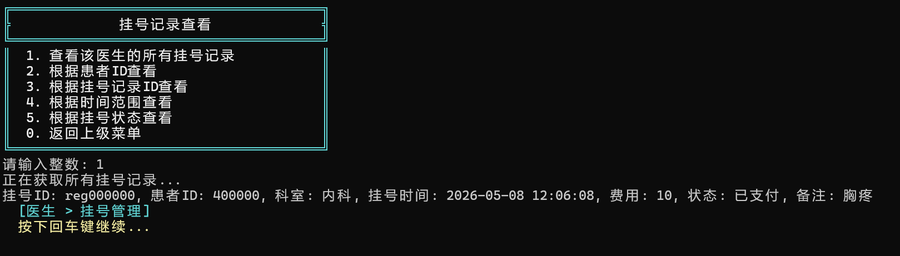 挂号记录查看
1. 查看该医生的所有挂号记录
2. 根据患者ID查看
3. 根据挂号记录ID查看
4. 根据时间范围查看
5. 根据挂号状态查看
0. 返回上级菜单
请输入整数: 1
正在获取所有挂号记录...
挂号ID: reg000000, 患者ID: 400000, 科室: 内科, 挂号时间: 2026-05-08 12:06:08, 费用: 10, 状态: 已支付, 备注: 胸疼
[医生 > 挂号管理]
按下回车键继续...